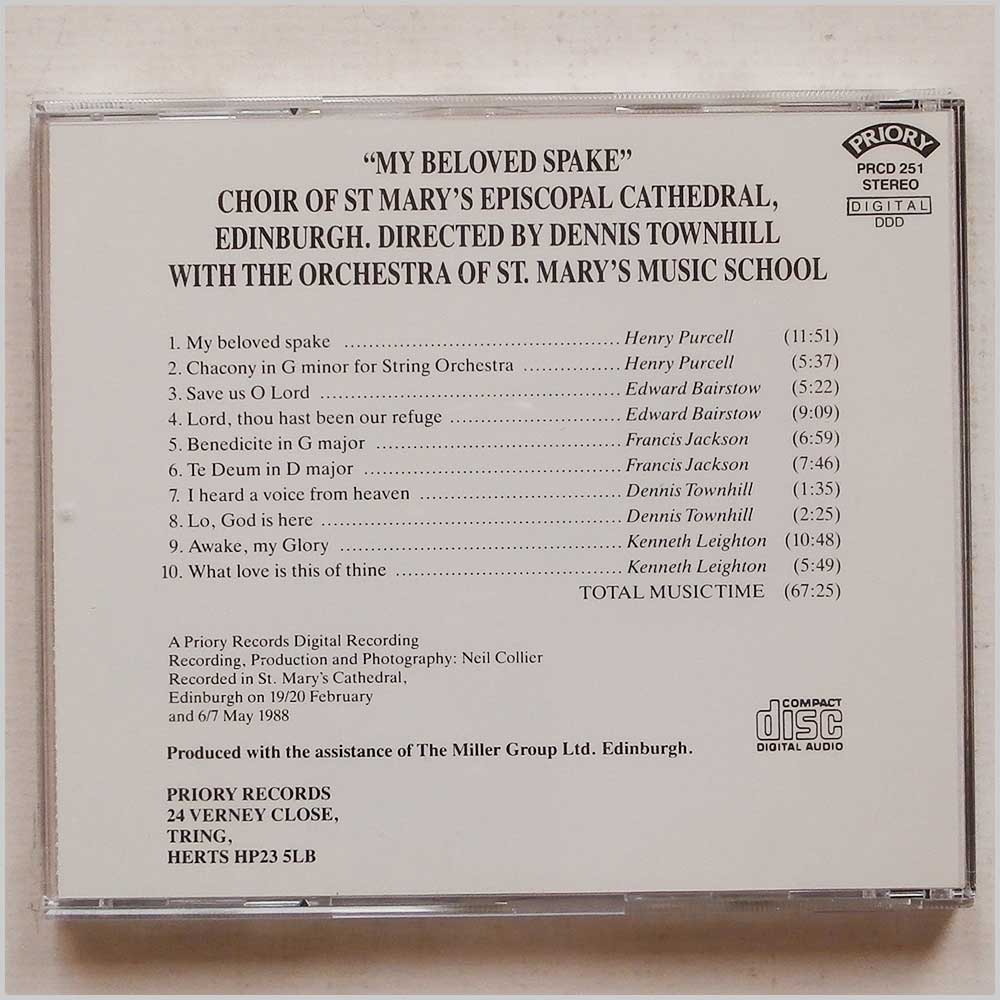 PRIORY
PRCD 251
STEREO
DIGITAL
DDD
“MY BELOVED SPAKE”
CHOIR OF ST MARY’S EPISCOPAL CATHEDRAL,
EDINBURGH. DIRECTED BY DENNIS TOWNHILL
WITH THE ORCHESTRA OF ST. MARY’S MUSIC SCHOOL
1. My beloved spake ........................................ Henry Purcell (11:51)
2. Chacony in G minor for String Orchestra ................ Henry Purcell (5:37)
3. Save us O Lord ........................................... Edward Bairstow (5:22)
4. Lord, thou hast been our refuge ......................... Edward Bairstow (9:09)
5. Benedicite in G major ................................... Francis Jackson (6:59)
6. Te Deum in D major ..................................... Francis Jackson (7:46)
7. I heard a voice from heaven ............................. Dennis Townhill (1:35)
8. Lo, God is here .......................................... Dennis Townhill (2:25)
9. Awake, my Glory ........................................ Kenneth Leighton (10:48)
10. What love is this of thine ................................ Kenneth Leighton (5:49)
TOTAL MUSICTIME (67:25)
A Priory Records Digital Recording
Recording, Production and Photography: Neil Collier
Recorded in St. Mary’s Cathedral,
Edinburgh on 19/20 February
and 6/7 May 1988
COMPACT
disc
DIGITAL AUDIO
Produced with the assistance of The Miller Group Ltd. Edinburgh.
PRIORY RECORDS
24 VERNEY CLOSE,
TRING,
HERTS HP23 5LB